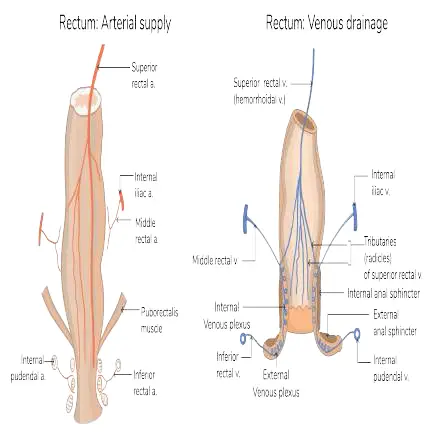 Rectum: Arterial supply
Superior
rectal a.
Internal
iliac a.
Middle
rectal a.
Puborectalis
muscle
Internal
pudendal a.
Inferior
rectal a.
Rectum: Venous drainage
Superior rectal v.
(hemorrhoidal v.)
Internal
iliac v.
Middle rectal v
Tributaries
(radicles)
of superior rectal v
Internal anal sphincter
Internal
Venous plexus
External
anal sphincter
Inferior
rectal v.
External
Venous plexus
Internal
pudendal v.